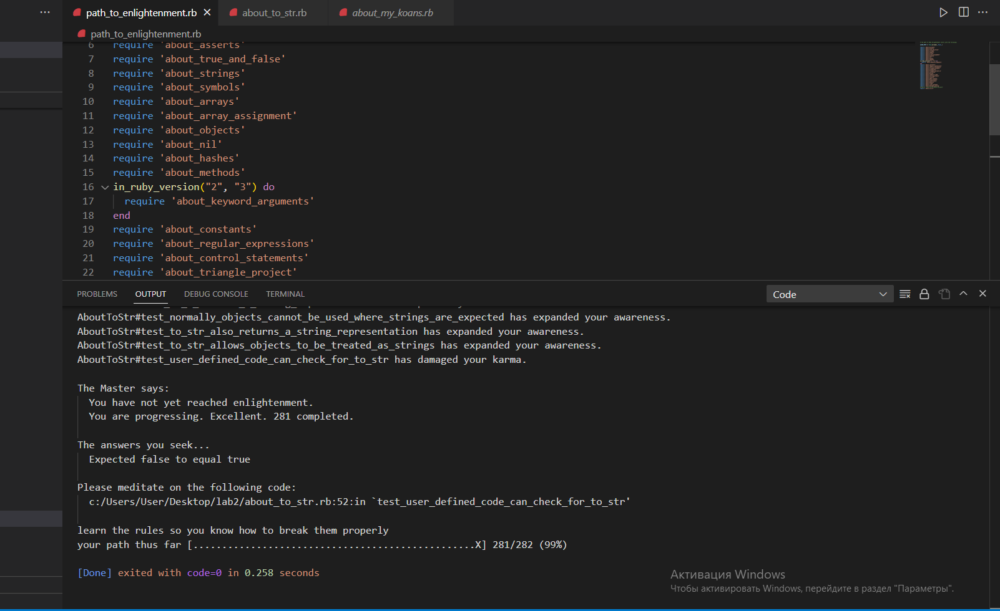 path_to_enlightenment.rb
about_to_str.rb
about_my_koans.rb
path_to_enlightenment.rb
6 require 'about_asserts'
7 require 'about_true_and_false'
8 require 'about_strings'
9 require 'about_symbols'
10 require 'about_arrays'
11 require 'about_array_assignment'
12 require 'about_objects'
13 require 'about_nil'
14 require 'about_hashes'
15 require 'about_methods'
16 in_ruby_version("2", "3") do
17 require 'about_keyword_arguments'
18 end
19 require 'about_constants'
20 require 'about_regular_expressions'
21 require 'about_control_statements'
22 require 'about_triangle_project'
PROBLEMS OUTPUT DEBUG CONSOLE TERMINAL
Code
AboutToStr#test_normally_objects_cannot_be_used_where_strings_are_expected has expanded your awareness.
AboutToStr#test_to_str_also_returns_a_string_representation has expanded your awareness.
AboutToStr#test_to_str_allows_objects_to_be_treated_as_strings has expanded your awareness.
AboutToStr#test_user_defined_code_can_check_for_to_str has damaged your karma.
The Master says:
You have not yet reached enlightenment.
You are progressing. Excellent. 281 completed.
The answers you seek...
Expected false to equal true
Please meditate on the following code:
c:/Users/User/Desktop/lab2/about_to_str.rb:52:in `test_user_defined_code_can_check_for_to_str'
learn the rules so you know how to break them properly
your path thus far [.................................................X] 281/282 (99%)
[Done] exited with code=0 in 0.258 seconds
Активация Windows
Чтобы активировать Windows, перейдите в раздел "Параметры".